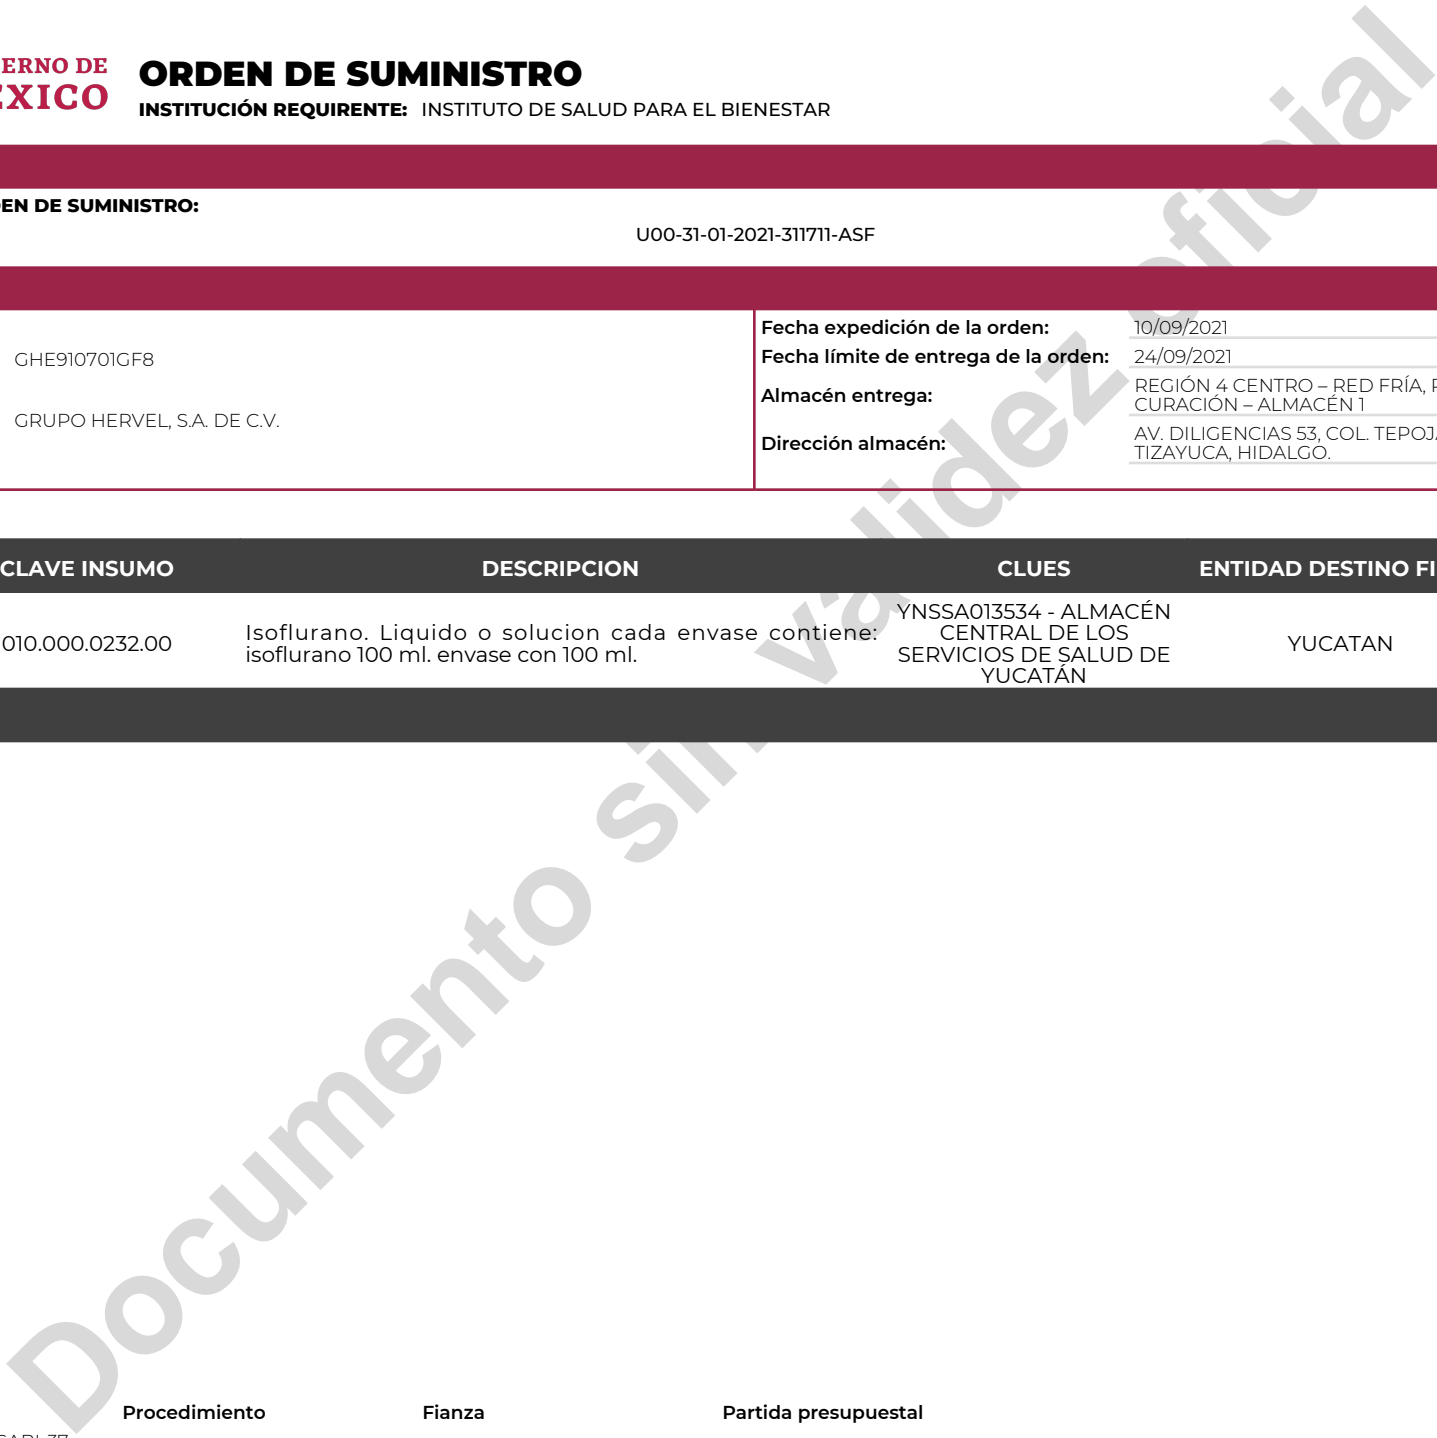 ERNO DE
EXICO
ORDEN DE SUMINISTRO
INSTITUCIÓN REQUIRENTE: INSTITUTO DE SALUD PARA EL BIENESTAR
EN DE SUMINISTRO:
U00-31-01-2021-311711-ASF
GHE910701GF8
GRUPO HERVEL, S.A. DE C.V.
Fecha expedición de la orden: 10/09/2021
Fecha límite de entrega de la orden: 24/09/2021
Almacén entrega: REGIÓN 4 CENTRO – RED FRÍA,
CURACIÓN – ALMACÉN 1
Dirección almacén: AV. DILIGENCIAS 53, COL. TEPOJ
TIZAYUCA, HIDALGO.
CLAVE INSUMO DESCRIPCION CLUES ENTIDAD DESTINO FI
010.000.0232.00
Isoflurano. Liquido o solucion cada envase contiene:
isoflurano 100 ml. envase con 100 ml.
YNSSA013534 - ALMACÉN
CENTRAL DE LOS
SERVICIOS DE SALUD DE
YUCATÁN
YUCATAN
Documento sin validez oficial
Procedimiento Fianza Partida presupuestal